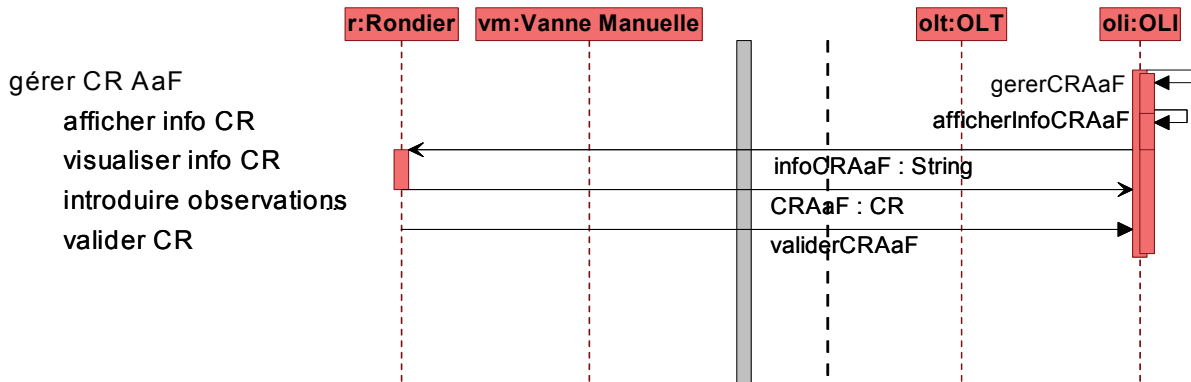 r:Rondier
vm:Vanne Manuelle
olt:OLT
oli:OLI
gérer CR AaF
gererCRAaF
afficher info CR
afficherInfoCRAaF
visualiser info CR
infoCRAaF : String
introduire observations...
CRAaF : CR
valider CR
validerCRAaF